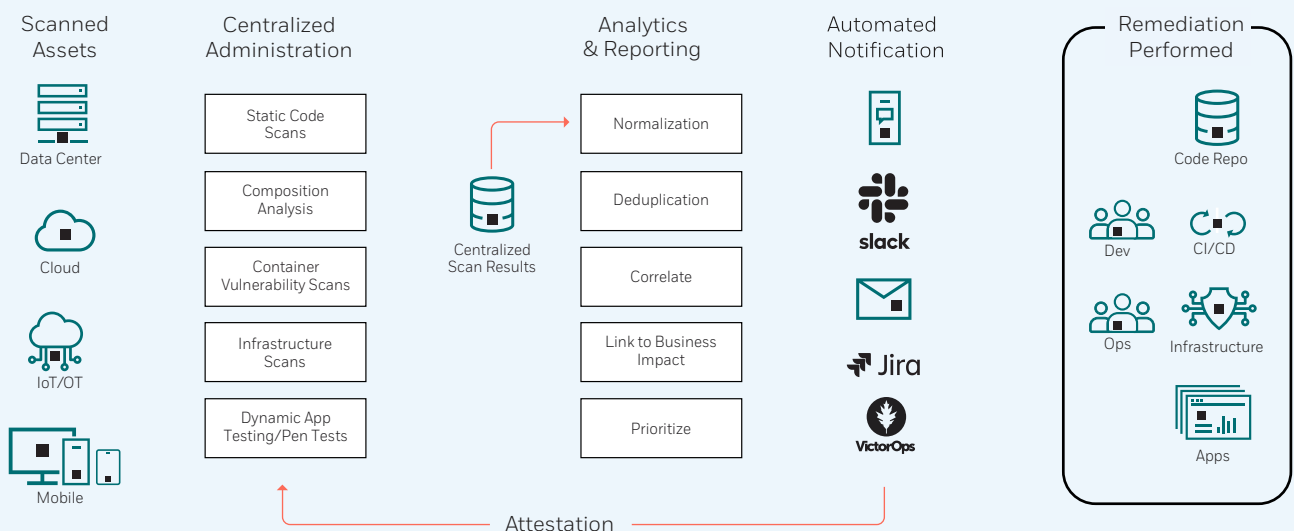 Scanned
Assets
Data Center
Cloud
IoT/OT
Mobile
Centralized
Administration
Static Code
Scans
Composition
Analysis
Container
Vulnerability Scans
Infrastructure
Scans
Dynamic App
Testing/Pen Tests
Centralized
Scan Results
Analytics
& Reporting
Normalization
Deduplication
Correlate
Link to Business
Impact
Prioritize
Automated
Notification
slack
Jira
VictorOps
Remediation
Performed
Code Repo
Dev
CI/CD
Ops
Infrastructure
Apps
Attestation